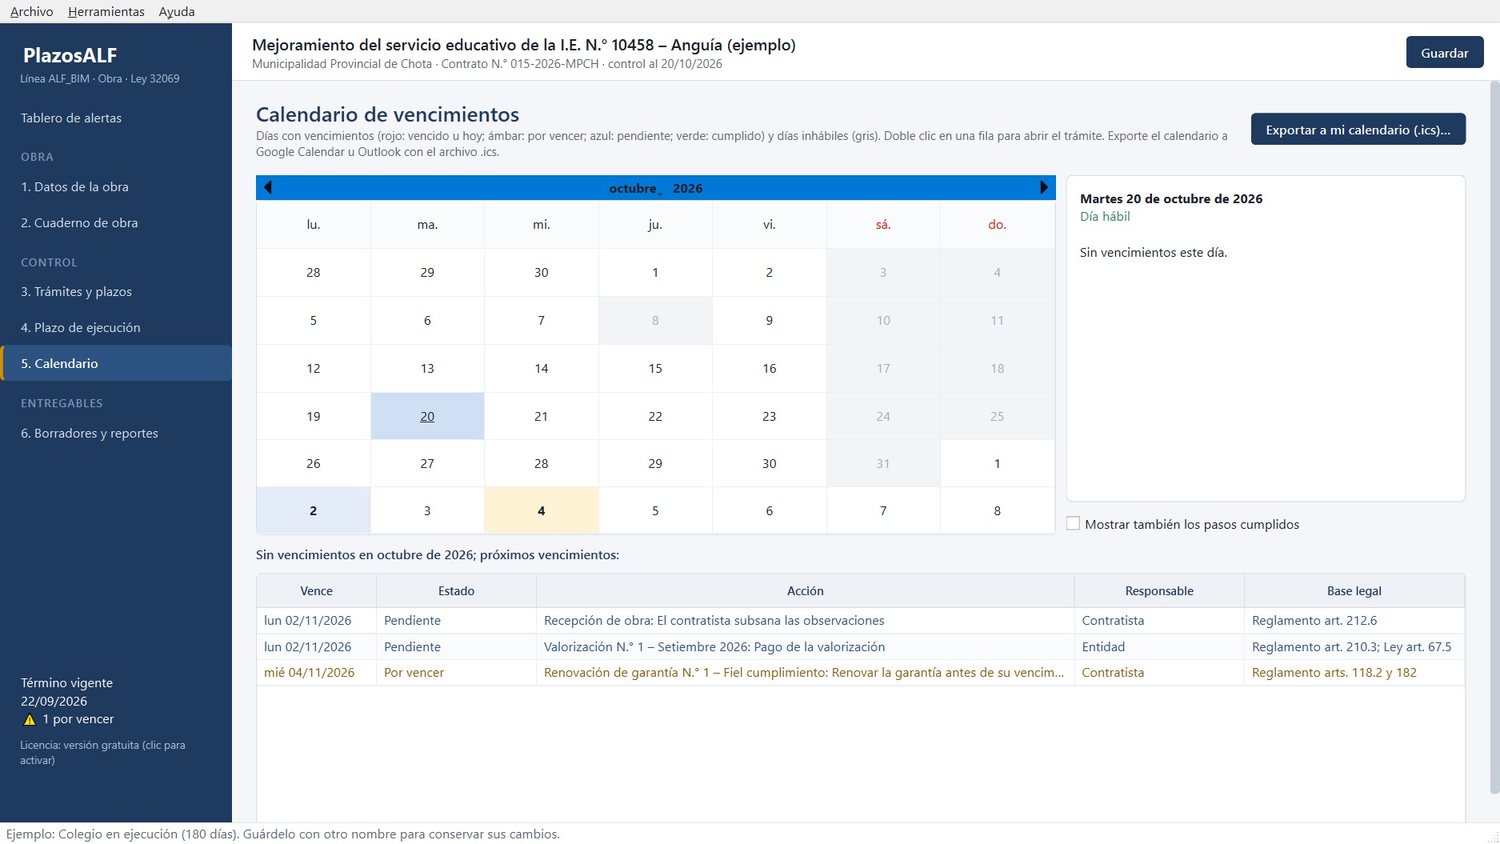 Archivo Herramientas Ayuda
PlazosALF
Línea ALF_BIM · Obra · Ley 32069
Tablero de alertas
OBRA
1. Datos de la obra
2. Cuaderno de obra
CONTROL
3. Trámites y plazos
4. Plazo de ejecución
5. Calendario
ENTREGABLES
6. Borradores y reportes
Término vigente
22/09/2026
1 por vencer
Licencia: versión gratuita (clic para
activar)
Mejoramiento del servicio educativo de la I.E. N.° 10458 – Anguía (ejemplo)
Municipalidad Provincial de Chota · Contrato N.° 015-2026-MPCH · control al 20/10/2026
Guardar
Calendario de vencimientos
Días con vencimientos (rojo: vencido u hoy; ámbar: por vencer; azul: pendiente; verde: cumplido) y días inhábiles (gris). Doble clic en una fila para abrir el trámite. Exporte el calendario a
Google Calendar u Outlook con el archivo .ics.
Exportar a mi calendario (.ics)...
octubre 2026
lu. ma. mi. ju. vi. sá. do.
28 29 30 1 2 3 4
5 6 7 8 9 10 11
12 13 14 15 16 17 18
19 20 21 22 23 24 25
26 27 28 29 30 31 1
2 3 4 5 6 7 8
Martes 20 de octubre de 2026
Día hábil
Sin vencimientos este día.
Mostrar también los pasos cumplidos
Sin vencimientos en octubre de 2026; próximos vencimientos:
Vence Estado Acción Responsable Base legal
lun 02/11/2026 Pendiente Recepción de obra: El contratista subsana las observaciones Contratista Reglamento art. 212.6
lun 02/11/2026 Pendiente Valorización N.° 1 – Setiembre 2026: Pago de la valorización Entidad Reglamento art. 210.3; Ley art. 67.5
mié 04/11/2026 Por vencer Renovación de garantía N.° 1 – Fiel cumplimiento: Renovar la garantía antes de su vencim... Contratista Reglamento arts. 118.2 y 182
Ejemplo: Colegio en ejecución (180 días). Guárdelo con otro nombre para conservar sus cambios.